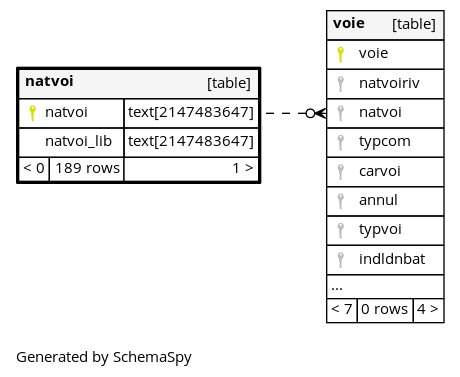 natvoi [table]
natvoi text[2147483647]
natvoi_lib text[2147483647]
< 0 189 rows 1 >
voie [table]
voie
natvoiriv
natvoi
typcom
carvoi
annul
typvoi
indldnbat
...
< 7 0 rows 4 >
Generated by SchemaSpy